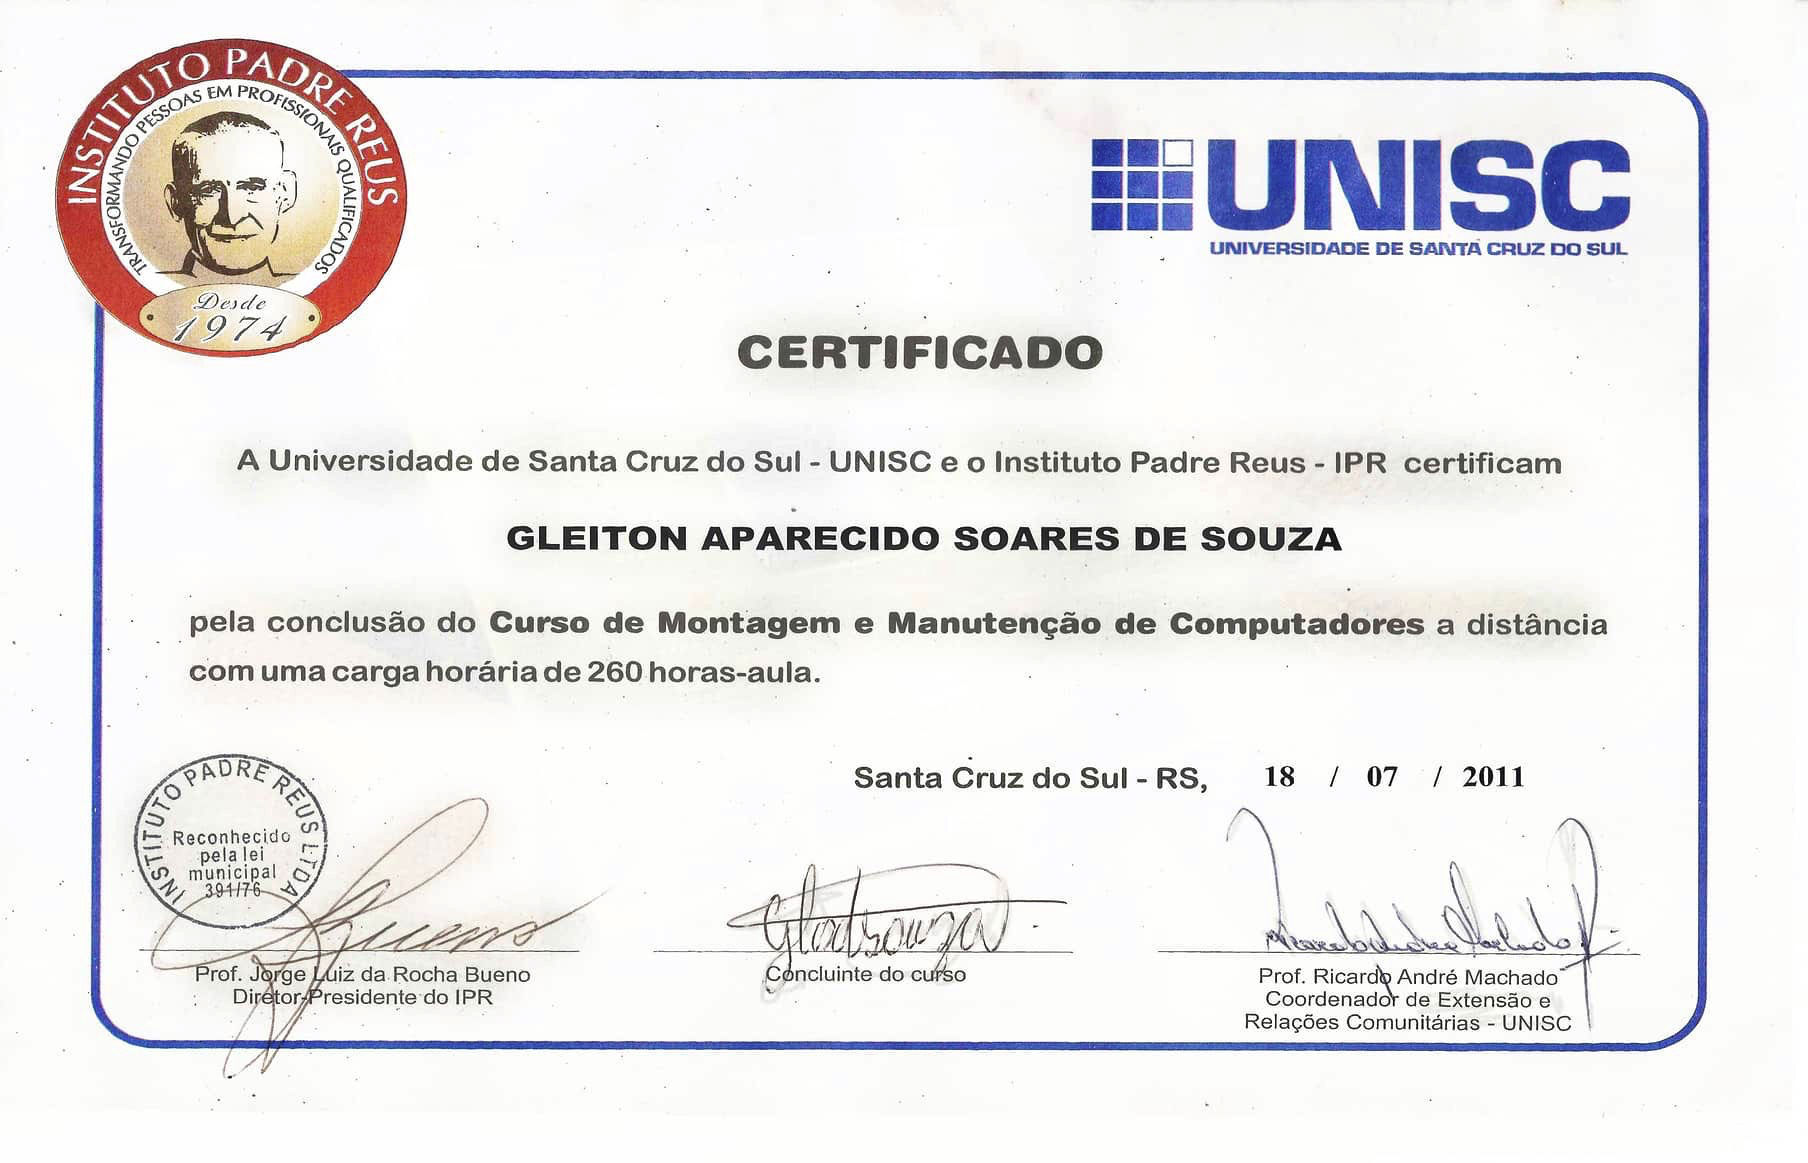 INSTITUTO PADRE REUS
TRANSFORMANDO PESSOAS EM PROFISSIONAIS QUALIFICADOS
Desde
1974
UNISC
UNIVERSIDADE DE SANTA CRUZ DO SUL
CERTIFICADO
A Universidade de Santa Cruz do Sul - UNISC e o Instituto Padre Reus - IPR certificam
GLEITON APARECIDO SOARES DE SOUZA
pela conclusão do Curso de Montagem e Manutenção de Computadores a distância
com uma carga horária de 260 horas-aula.
Santa Cruz do Sul - RS, 18 / 07 / 2011
INSTITUTO PADRE REUS LTDA
Reconhecido
pela lei
municipal
391/76
Prof. Jorge Luiz da Rocha Bueno
Diretor-Presidente do IPR
Concluinte do curso
Prof. Ricardo André Machado
Coordenador de Extensão e
Relações Comunitárias - UNISC